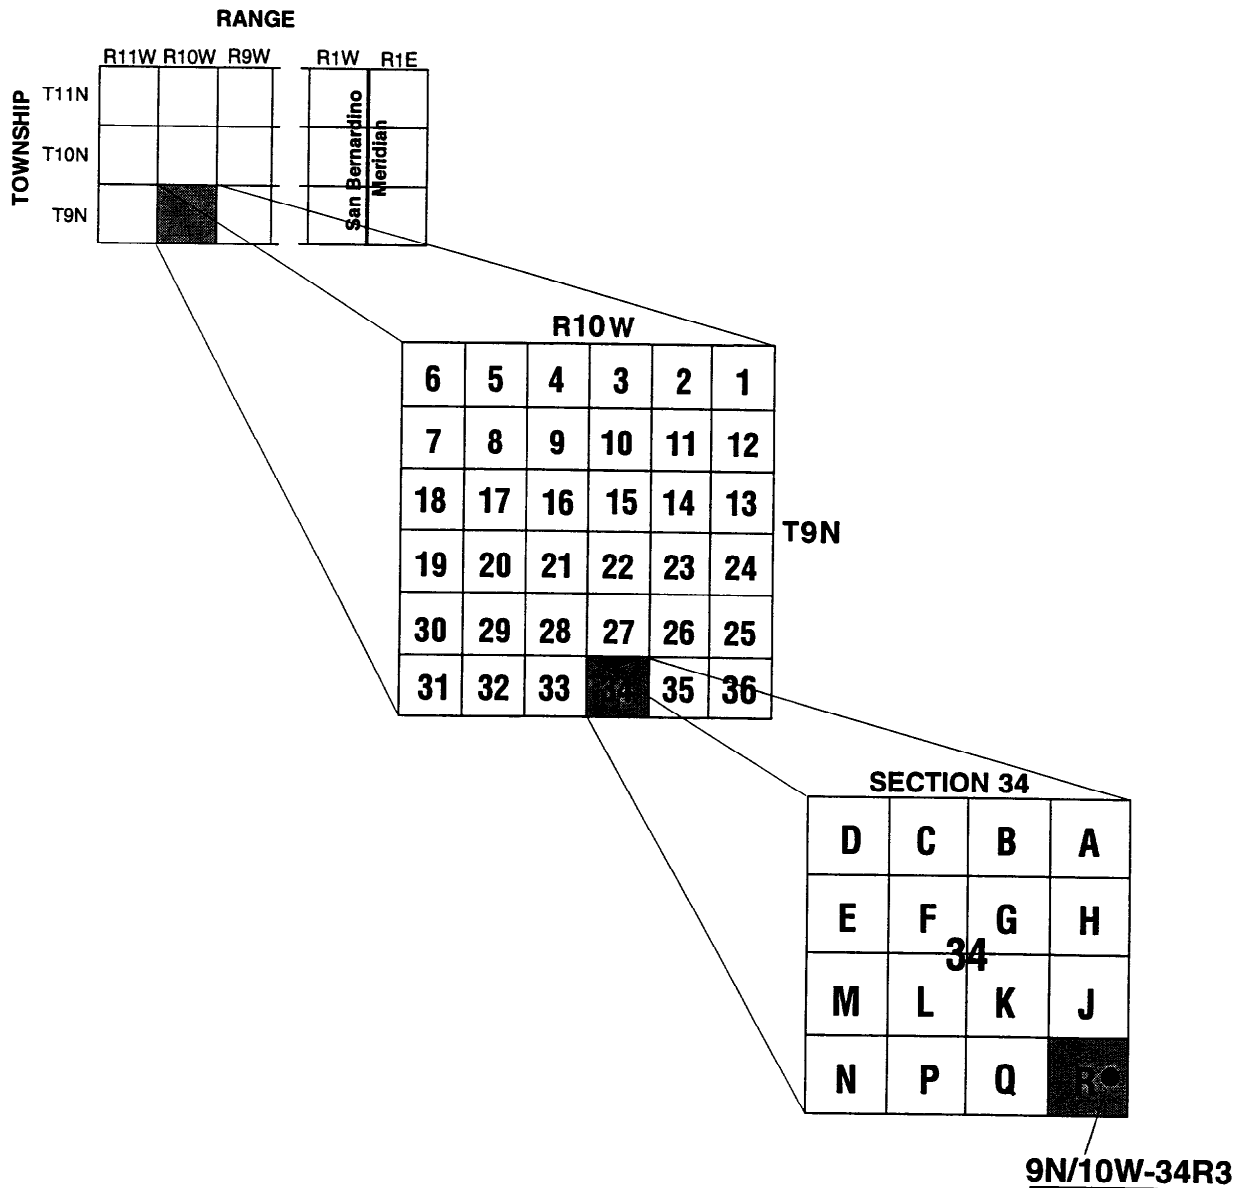 RANGE
R11W R10W R9W R1W R1E
TOWNSHIP
T11N
T10N
T9N
San Bernardino
Meridian
R10W
6 5 4 3 2 1
7 8 9 10 11 12
18 17 16 15 14 13
T9N
19 20 21 22 23 24
30 29 28 27 26 25
31 32 33 34 35 36
SECTION 34
D C B A
E F G H
34
M L K J
N P Q R
9N/10W-34R3